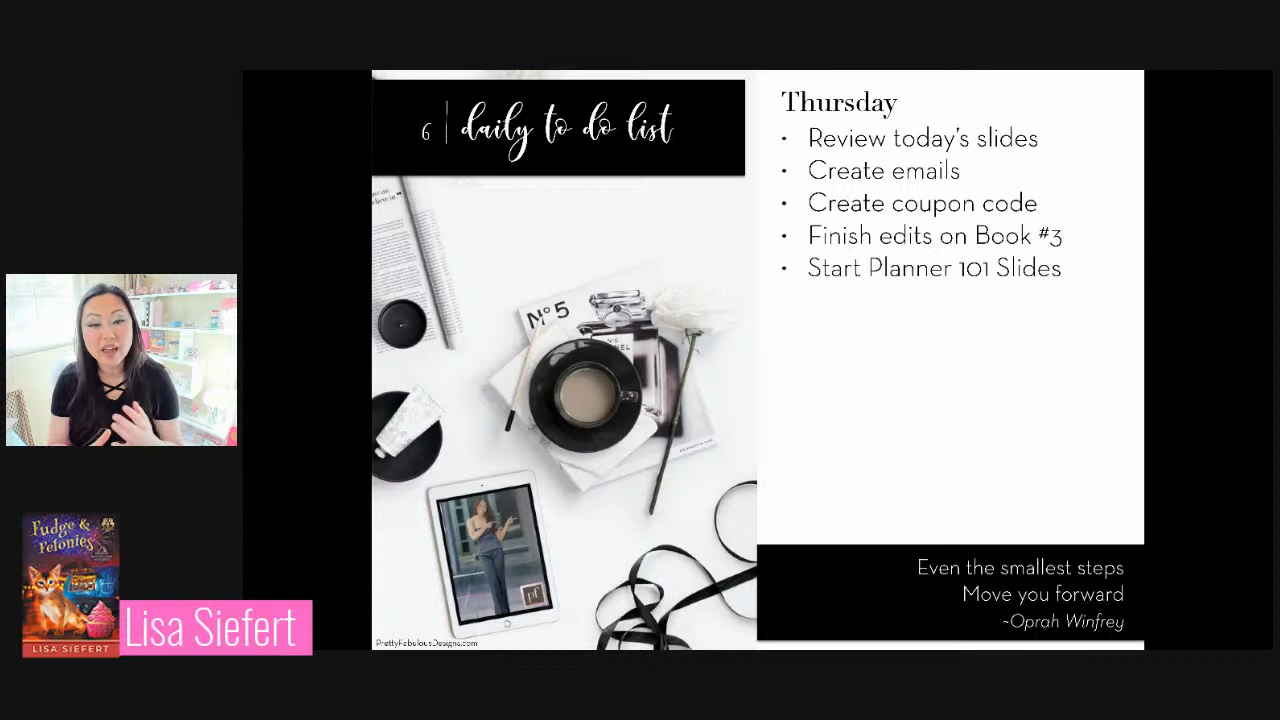 6 | daily to do list
Thursday
• Review today's slides
• Create emails
• Create coupon code
• Finish edits on Book #3
• Start Planner 101 Slides
Nº5
pf
PrettyFabulousDesigns.com
Even the smallest steps
Move you forward
~Oprah Winfrey
Fudge &
Felonies
LISA SIEFERT
Lisa Siefert